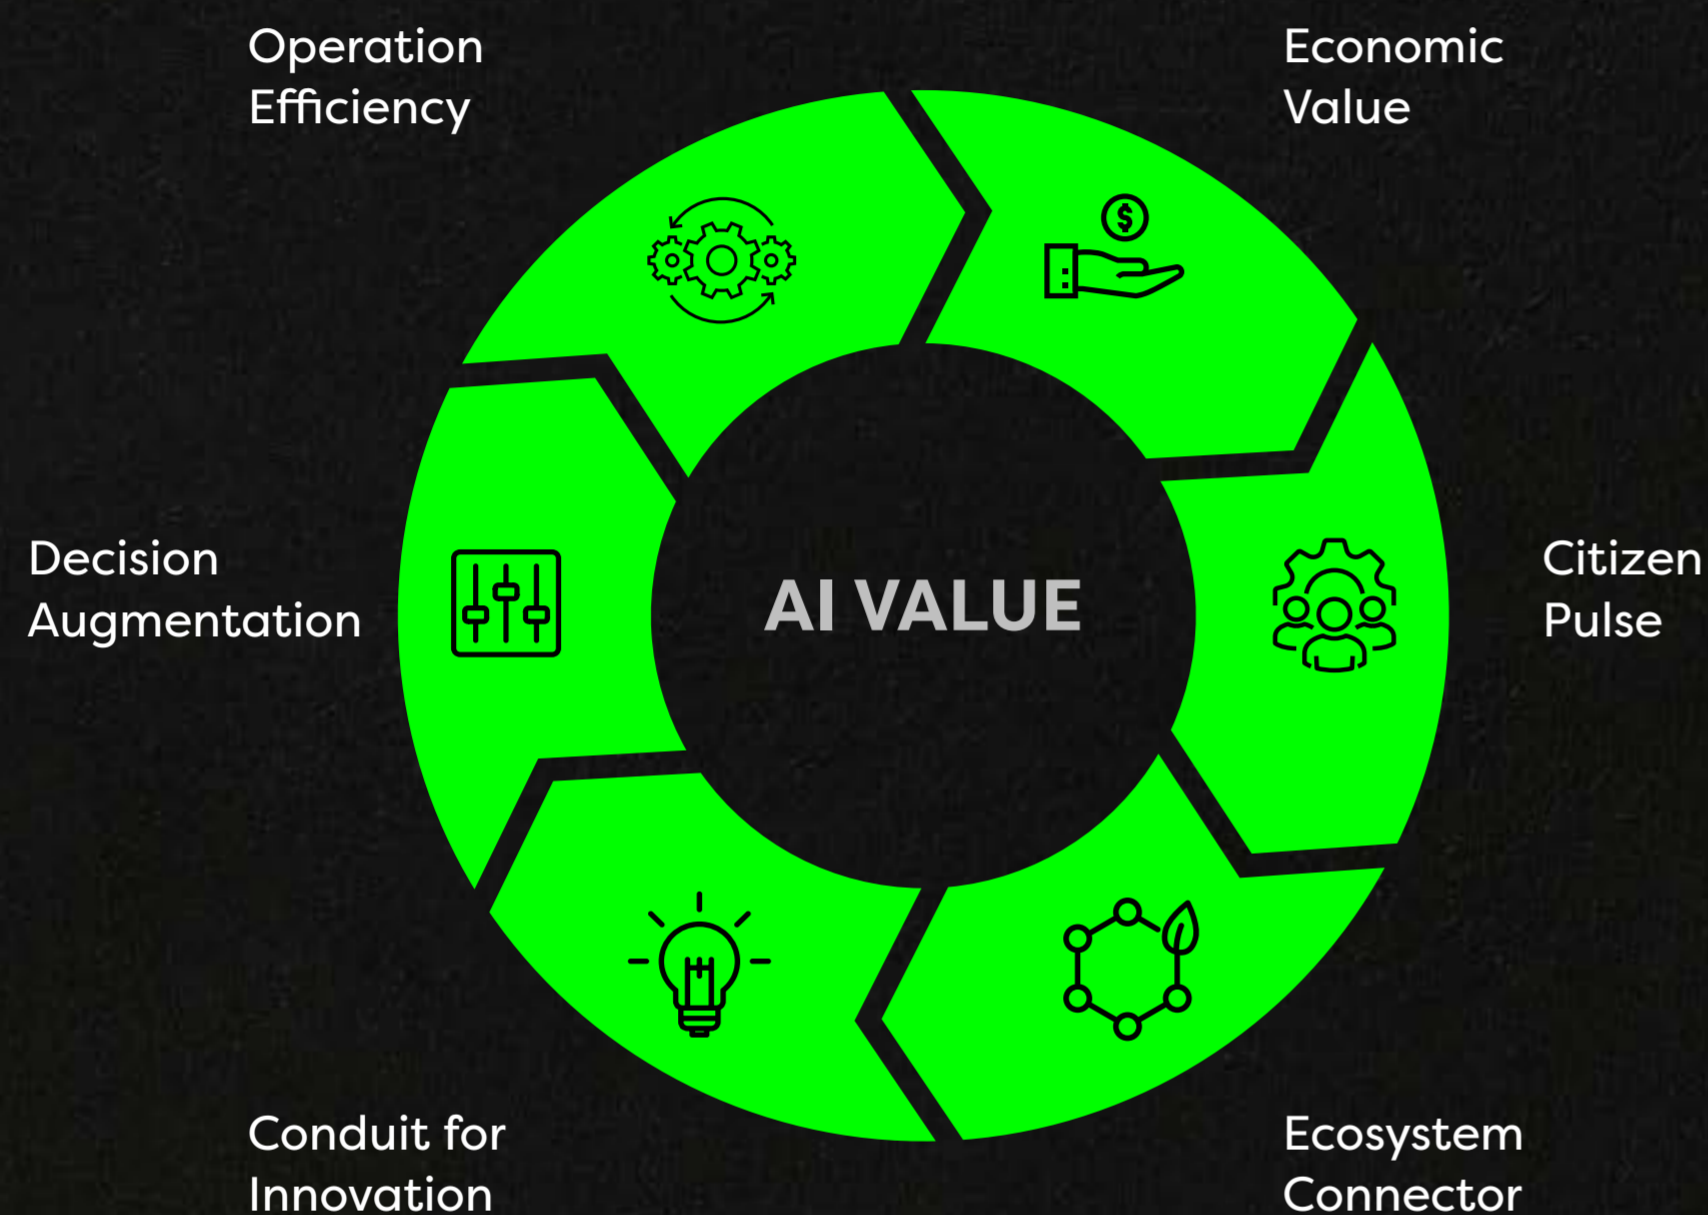 Operation
Efficiency
Economic
Value
$
Decision
Augmentation
AI VALUE
Citizen
Pulse
Conduit for
Innovation
Ecosystem
Connector